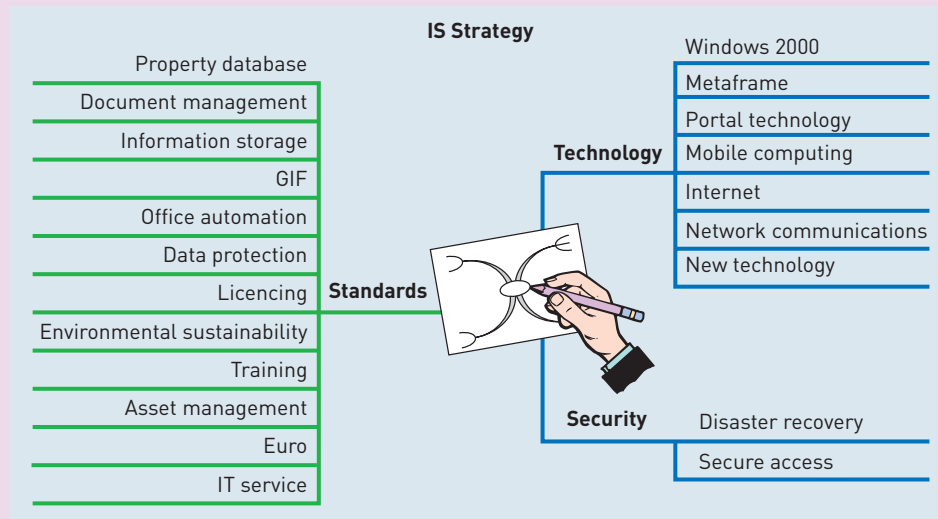 IS Strategy
Property database
Document management
Information storage
GIF
Office automation
Data protection
Licencing
Environmental sustainability
Training
Asset management
Euro
IT service
Standards
Technology
Windows 2000
Metaframe
Portal technology
Mobile computing
Internet
Network communications
New technology
Security
Disaster recovery
Secure access